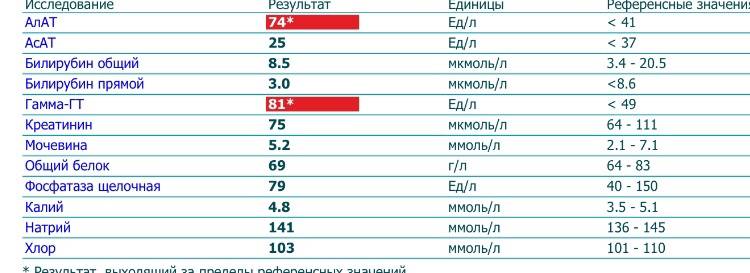 Исследование Результат Единицы Референсные значения
АлАТ 74* Ед/л < 41
АсАТ 25 Ед/л < 37
Билирубин общий 8.5 мкмоль/л 3.4 - 20.5
Билирубин прямой 3.0 мкмоль/л <8.6
Гамма-ГТ 81* Ед/л < 49
Креатинин 75 мкмоль/л 64 - 111
Мочевина 5.2 ммоль/л 2.1 - 7.1
Общий белок 69 г/л 64 - 83
Фосфатаза щелочная 79 Ед/л 40 - 150
Калий 4.8 ммоль/л 3.5 - 5.1
Натрий 141 ммоль/л 136 - 145
Хлор 103 ммоль/л 101 - 110
* Результат, выходящий за пределы референсных значений